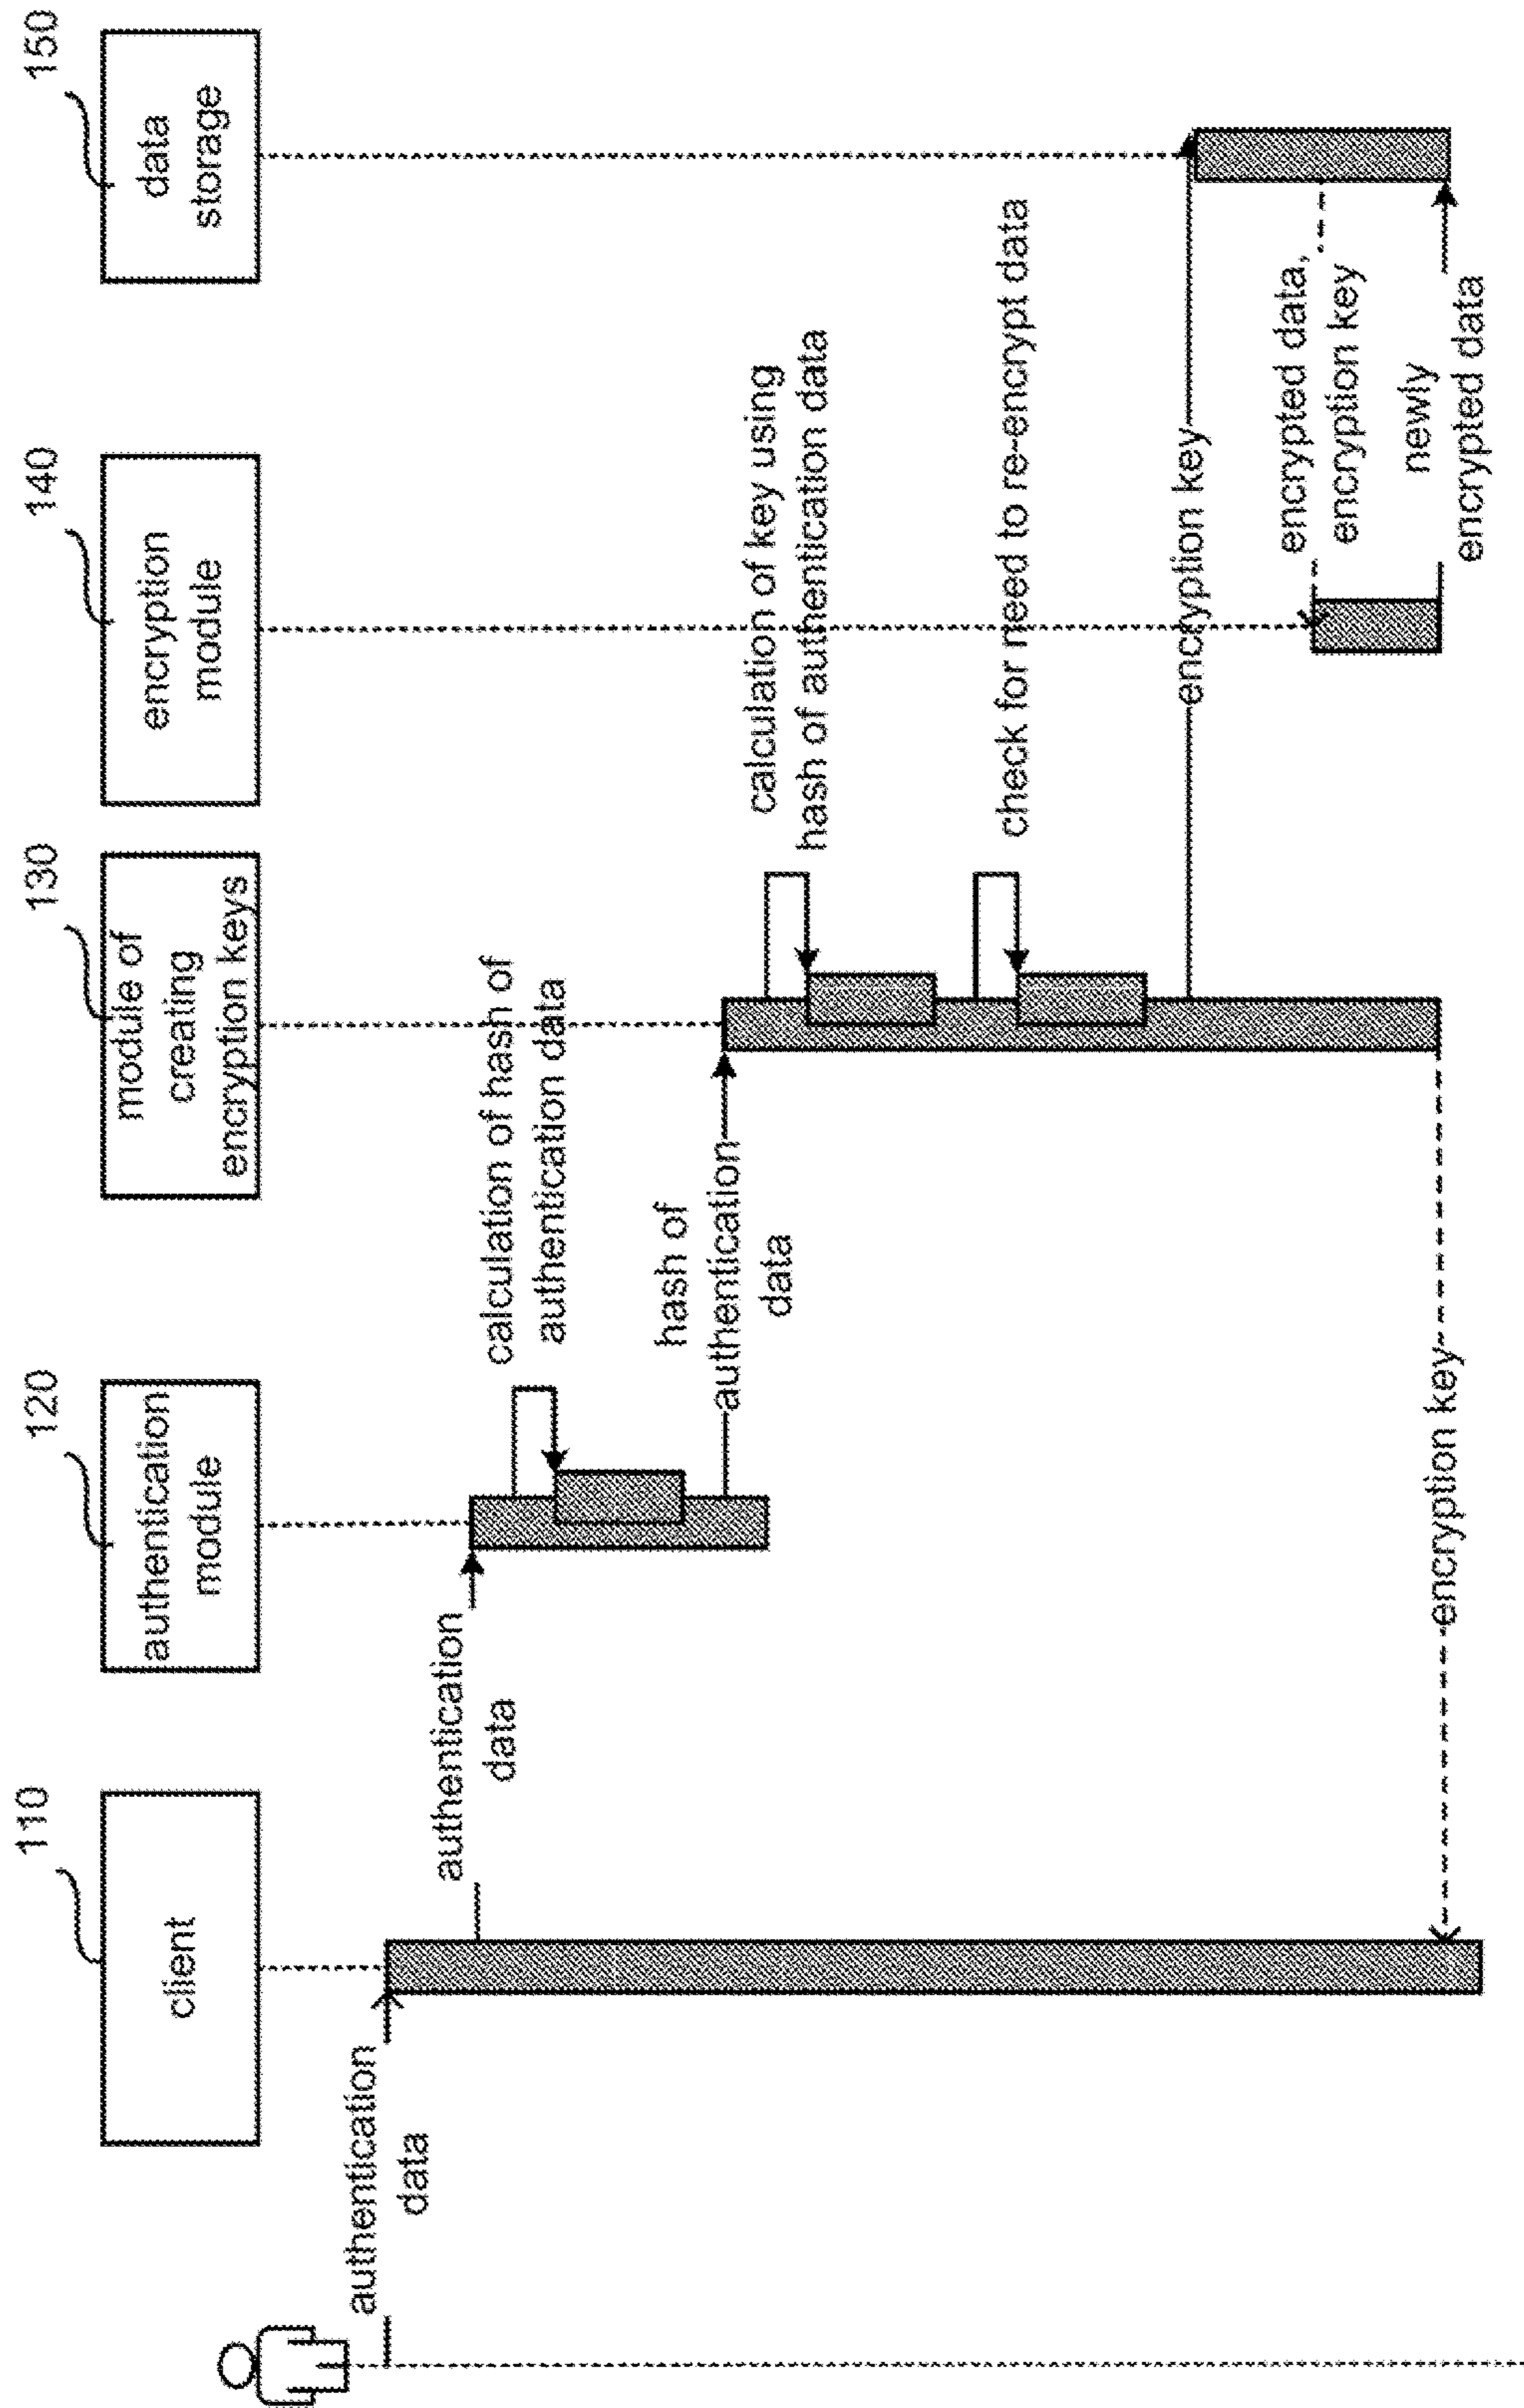 110
client
120
authentication
module
130
module of
creating
encryption keys
140
encryption
module
150
data
storage
authentication
data
authentication
data
calculation of hash of
authentication data
hash of
authentication
data
calculation of key using
hash of authentication data
check for need to re-encrypt data
encryption key
encrypted data,
encryption key
newly
encrypted data
encryption key